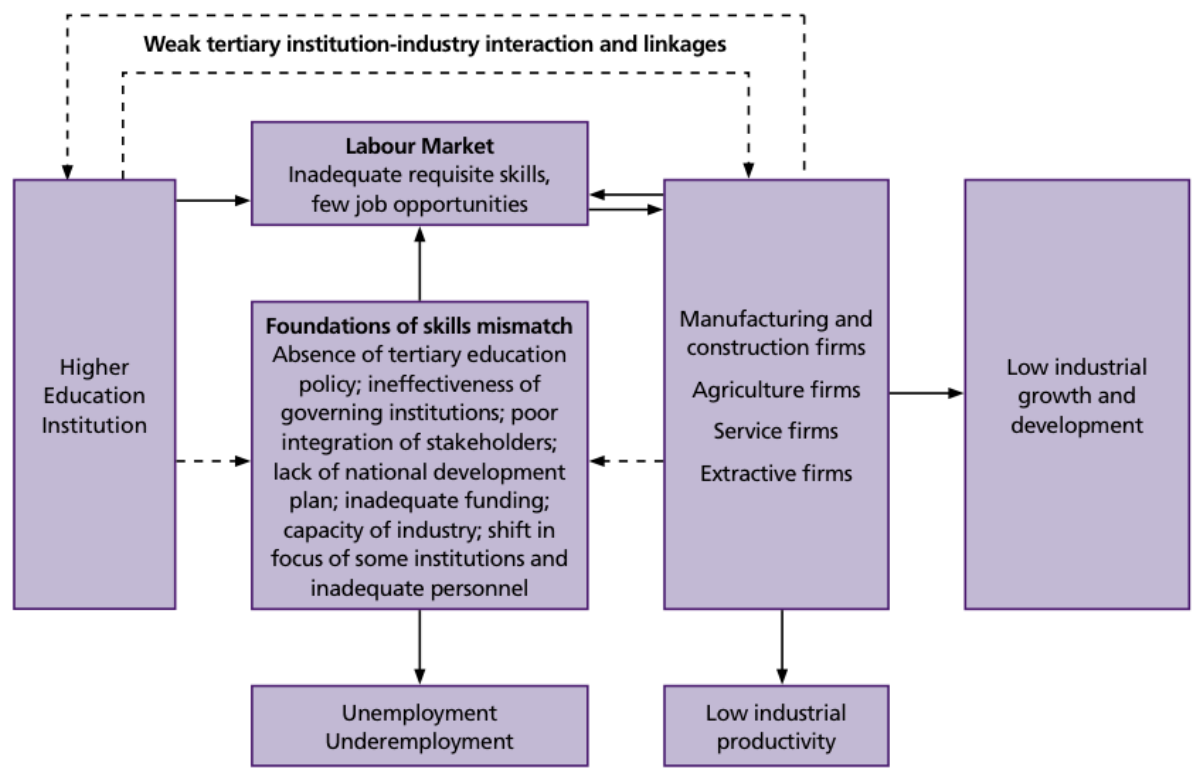 Weak tertiary institution-industry interaction and linkages
Labour Market
Inadequate requisite skills,
few job opportunities
Higher
Education
Institution
Foundations of skills mismatch
Absence of tertiary education
policy; ineffectiveness of
governing institutions; poor
integration of stakeholders;
lack of national development
plan; inadequate funding;
capacity of industry; shift in
focus of some institutions and
inadequate personnel
Manufacturing and
construction firms
Agriculture firms
Service firms
Extractive firms
Low industrial
growth and
development
Unemployment
Underemployment
Low industrial
productivity